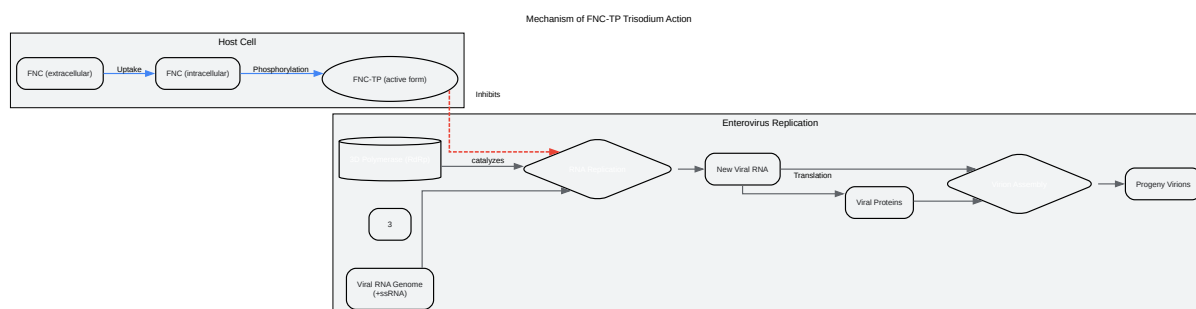 Mechanism of FNC-TP Trisodium Action
Host Cell
FNC (extracellular)
Uptake
FNC (intracellular)
Phosphorylation
FNC-TP (active form)
Inhibits
Enterovirus Replication
catalyzes
New Viral RNA
Translation
Viral Proteins
Progeny Virions
3
Viral RNA Genome
(+ssRNA)